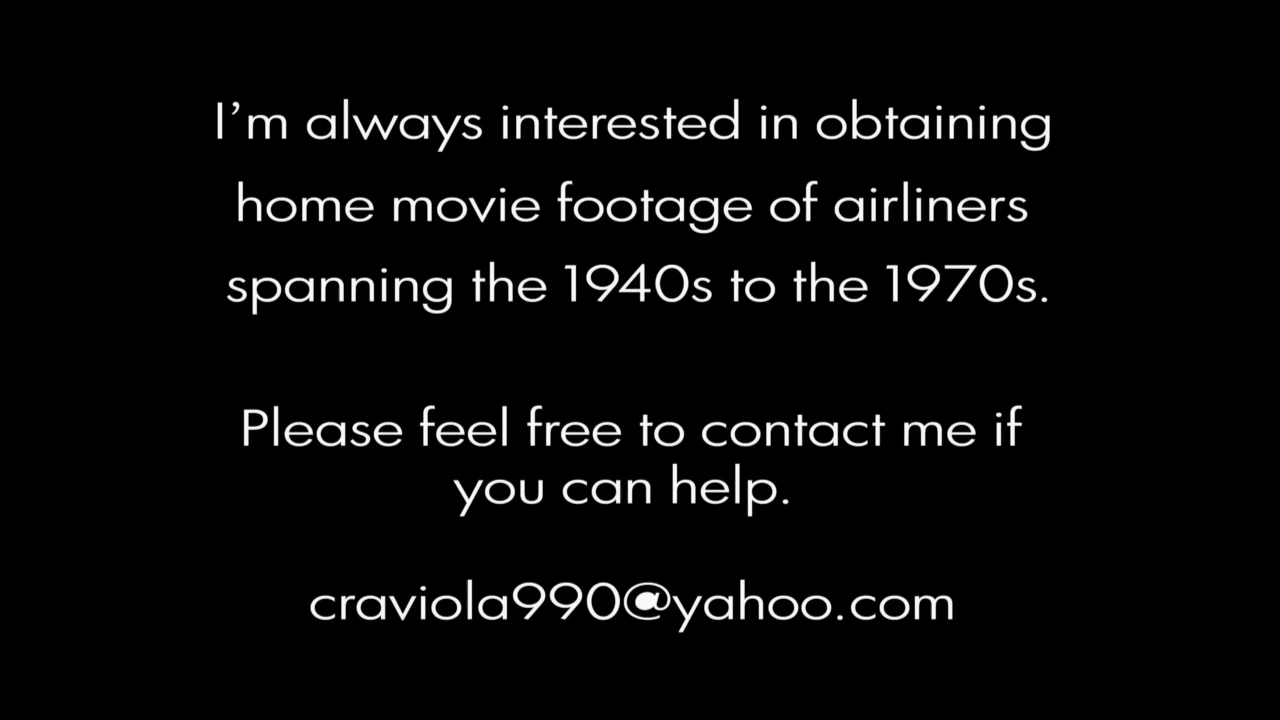 I’m always interested in obtaining
home movie footage of airliners
spanning the 1940s to the 1970s.
Please feel free to contact me if
you can help.
craviola990@yahoo.com